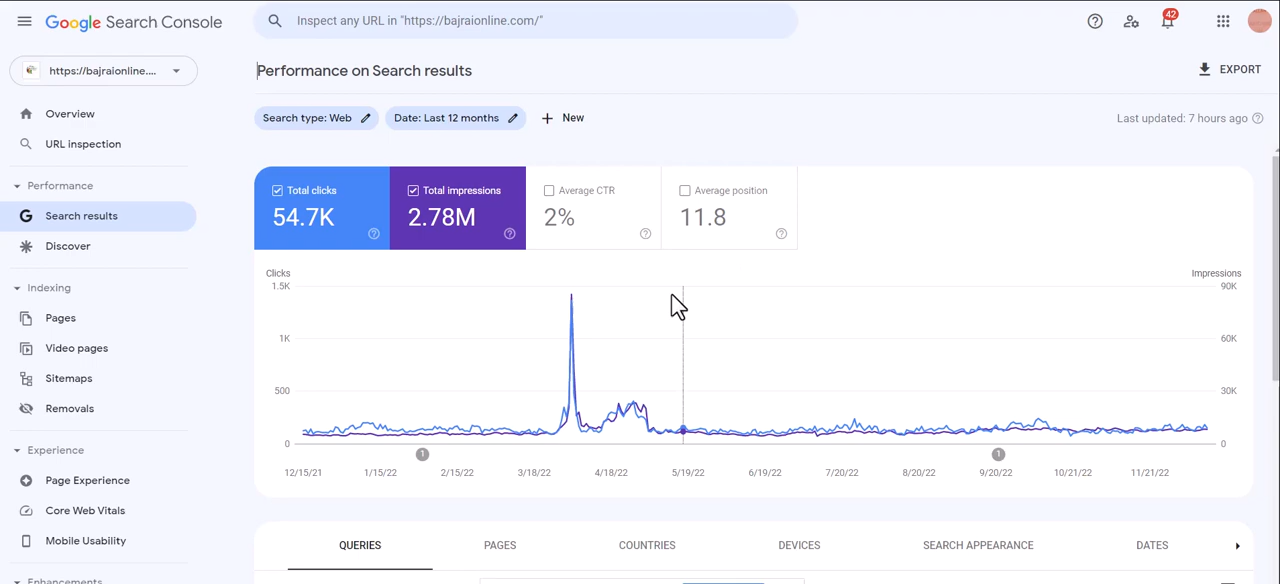 Google Search Console
Inspect any URL in "https://bajraionline.com/"
42
https://bajraionline....
Performance on Search results
EXPORT
Overview
URL inspection
Performance
Search results
Discover
Indexing
Pages
Video pages
Sitemaps
Removals
Experience
Page Experience
Core Web Vitals
Mobile Usability
Enhancements
Search type: Web
Date: Last 12 months
New
Last updated: 7 hours ago
Total clicks
54.7K
Total impressions
2.78M
Average CTR
2%
Average position
11.8
Clicks
Impressions
1.5K
90K
1K
60K
500
30K
0
0
1
1
12/15/21
1/15/22
2/15/22
3/18/22
4/18/22
5/19/22
6/19/22
7/20/22
8/20/22
9/20/22
10/21/22
11/21/22
QUERIES
PAGES
COUNTRIES
DEVICES
SEARCH APPEARANCE
DATES